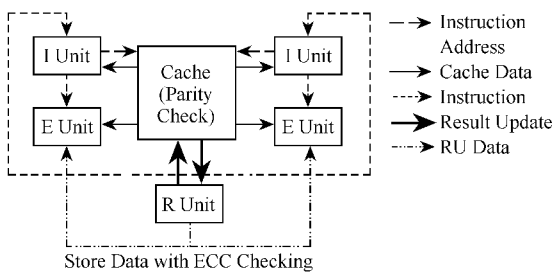 I Unit
I Unit
Cache
(Parity
Check)
E Unit
E Unit
R Unit
Store Data with ECC Checking
Instruction
Address
Cache Data
Instruction
Result Update
RU Data